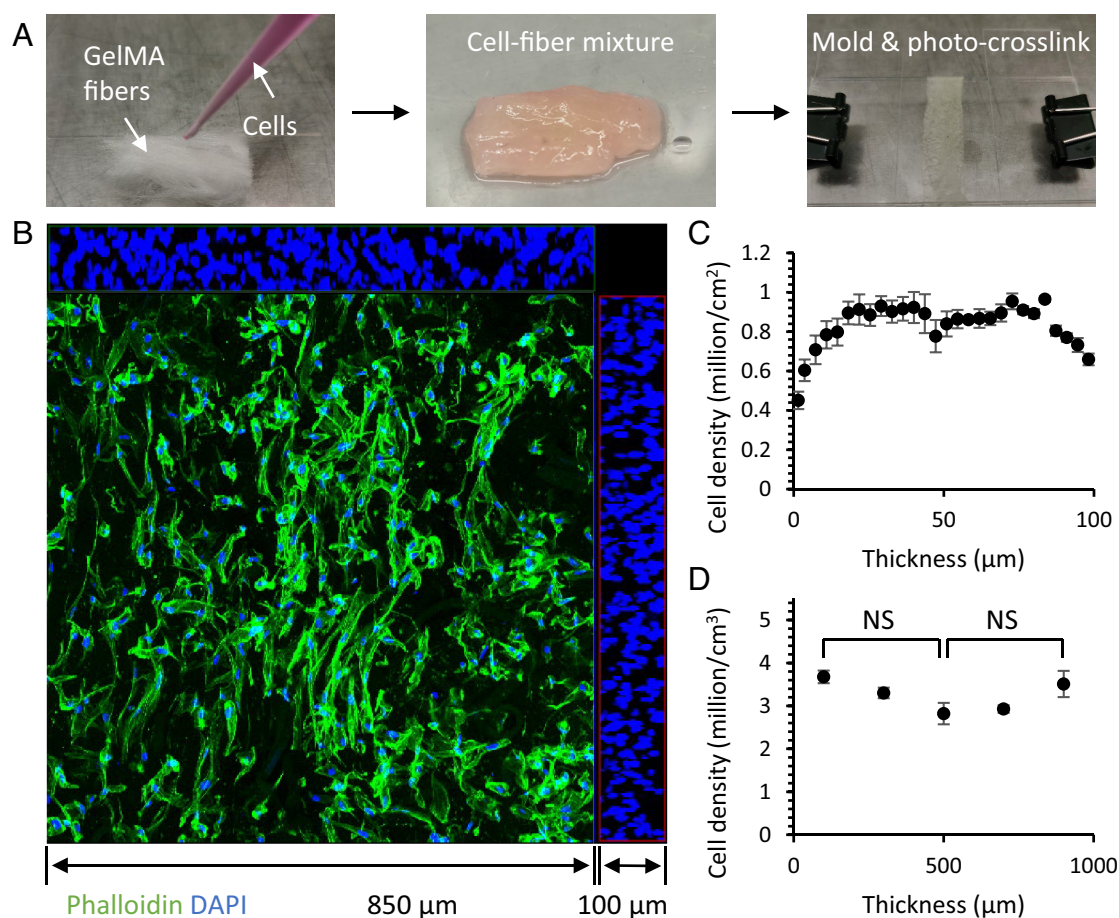 A
GelMA
fibers
Cells
Cell-fiber mixture
Mold & photo-crosslink
B
Phalloidin DAPI
850 μm
100 μm
C
Cell density (million/cm²)
1.2
1
0.8
0.6
0.4
0.2
0
0
50
100
Thickness (μm)
D
Cell density (million/cm³)
5
4
3
2
1
0
NS
NS
0
500
1000
Thickness (μm)